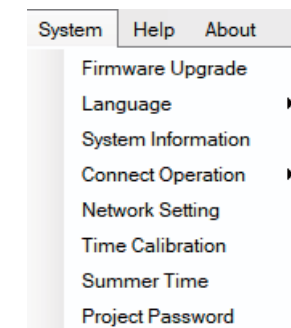 System Help About
Firmware Upgrade
Language
System Information
Connect Operation
Network Setting
Time Calibration
Summer Time
Project Password